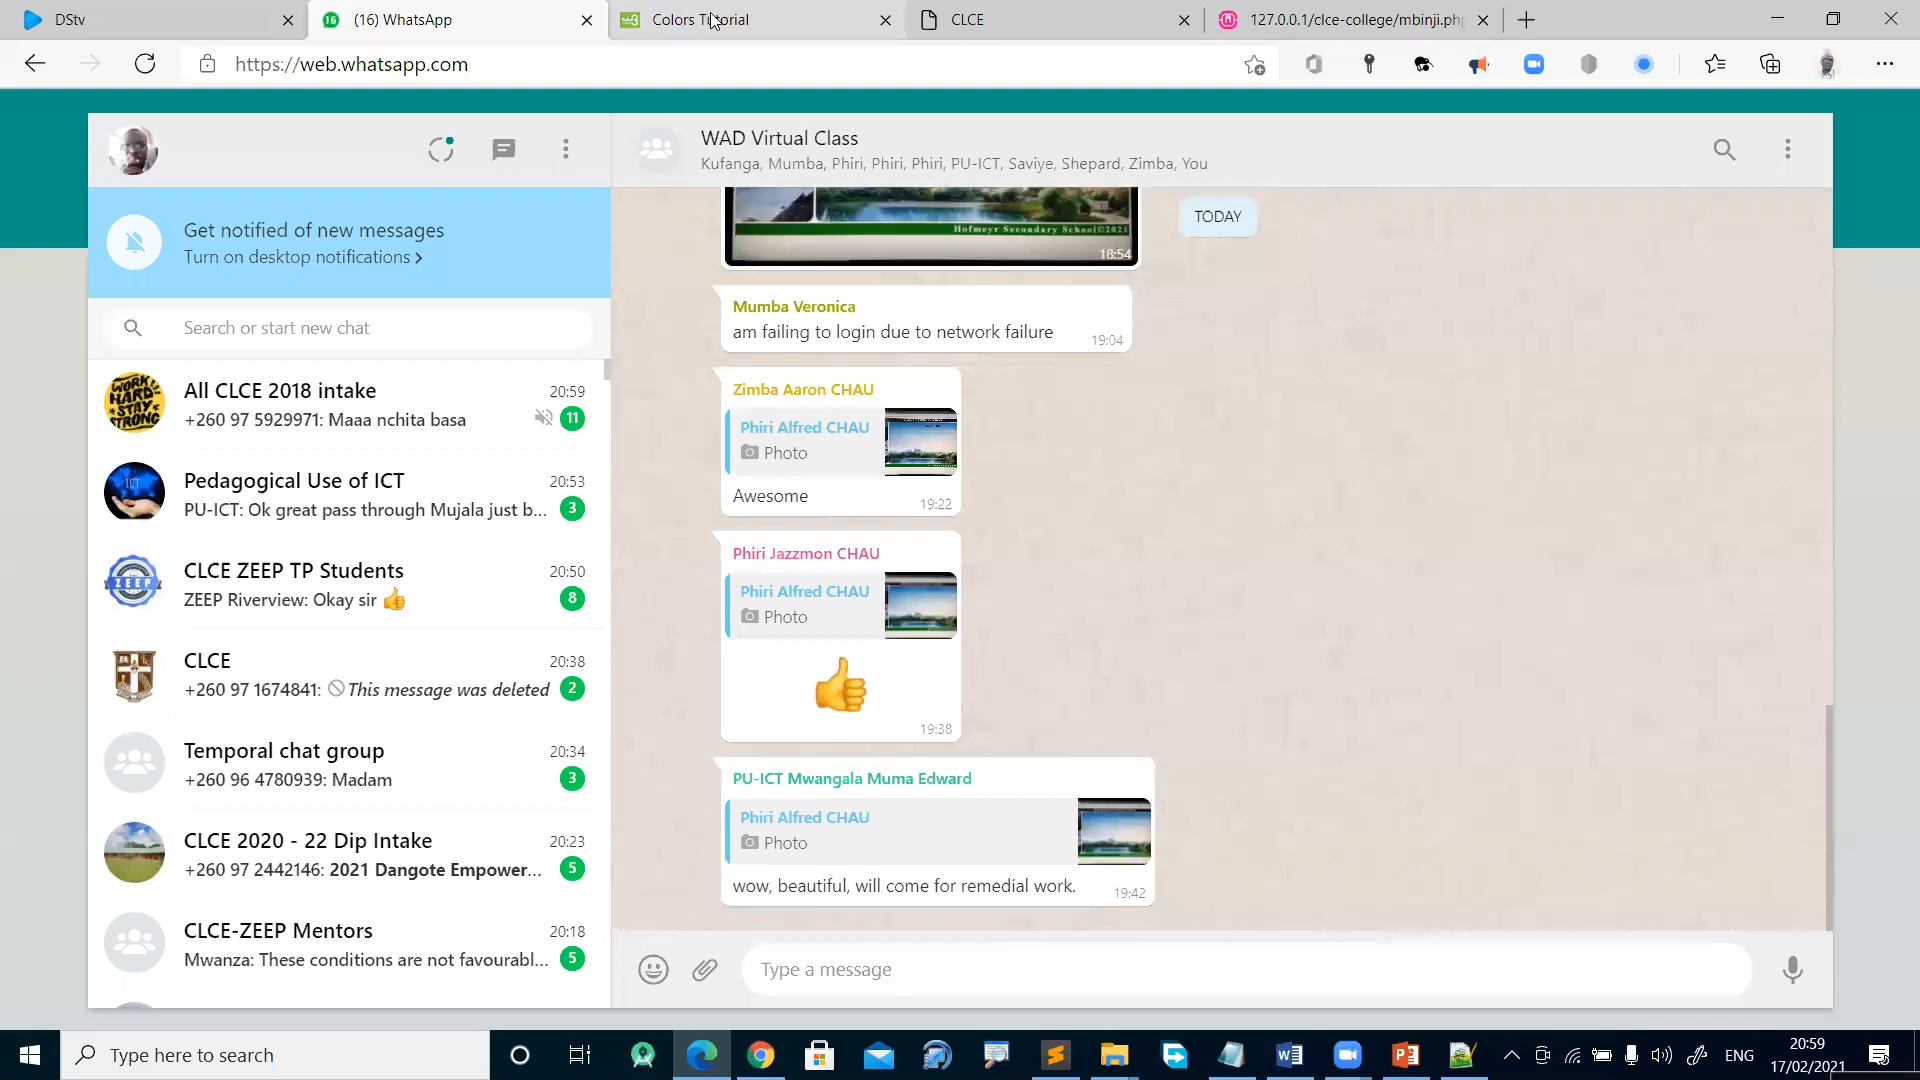 DStv
(16) WhatsApp
Colors Tutorial
CLCE
127.0.0.1/clce-college/mbinji.php
https://web.whatsapp.com
WAD Virtual Class
Kufanga, Mumba, Phiri, Phiri, Phiri, PU-ICT, Saviye, Shepard, Zimba, You
Get notified of new messages
Turn on desktop notifications
Search or start new chat
All CLCE 2018 intake 20:59
+260 97 5929971: Maaa nchita basa 11
Pedagogical Use of ICT 20:53
PU-ICT: Ok great pass through Mujala just b... 3
CLCE ZEEP TP Students 20:50
ZEEP Riverview: Okay sir 👍 8
CLCE 20:38
+260 97 1674841: This message was deleted 2
Temporal chat group 20:34
+260 96 4780939: Madam 3
CLCE 2020 - 22 Dip Intake 20:23
+260 97 2442146: 2021 Dangote Empower... 5
CLCE-ZEEP Mentors 20:18
Mwanza: These conditions are not favourabl... 5
WORK HARD STAY STRONG
ICT
ZEEP
TODAY
Hofmeyr Secondary School©2021
18:54
Mumba Veronica
am failing to login due to network failure 19:04
Zimba Aaron CHAU
Phiri Alfred CHAU
Photo
Awesome 19:22
Phiri Jazzmon CHAU
Phiri Alfred CHAU
Photo
👍
19:38
PU-ICT Mwangala Muma Edward
Phiri Alfred CHAU
Photo
wow, beautiful, will come for remedial work. 19:42
Type a message
Type here to search
ENG
20:59
17/02/2021